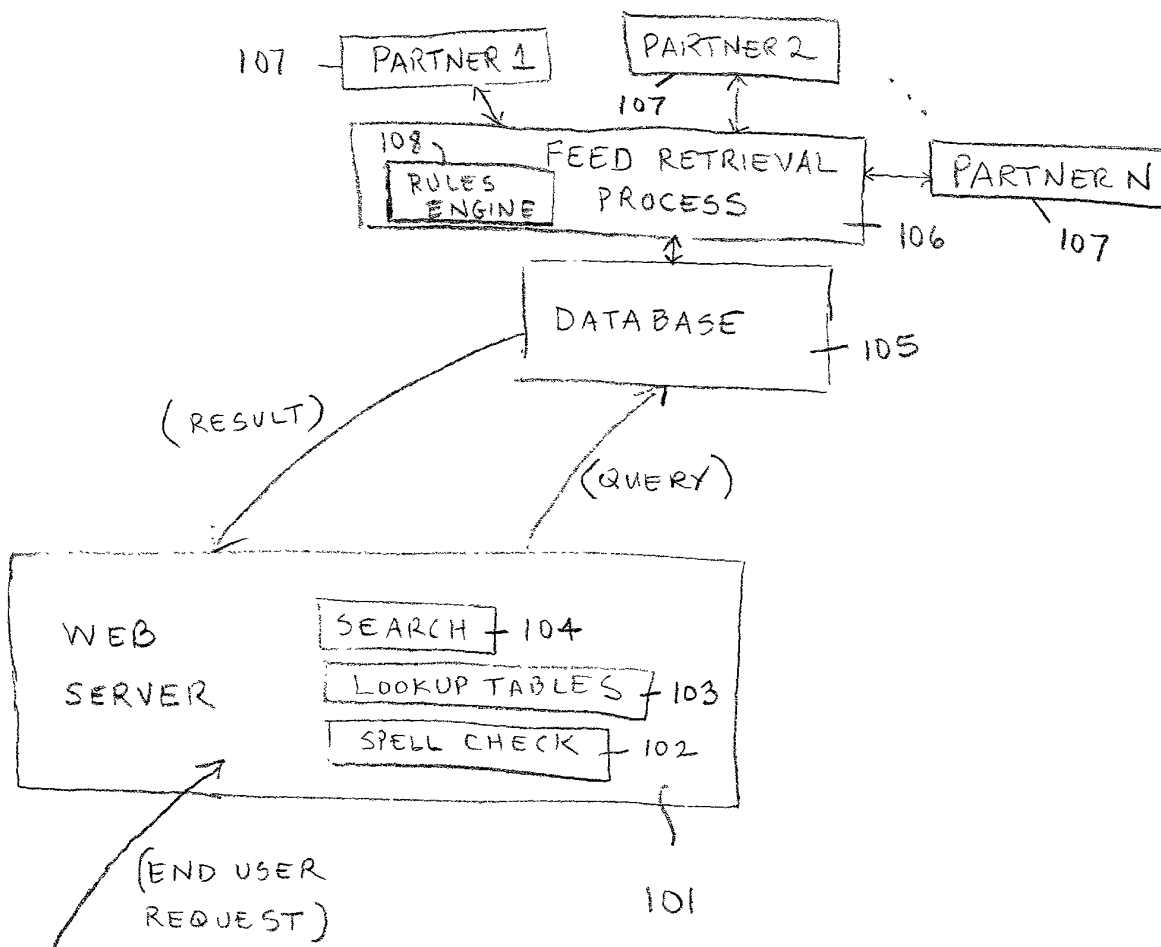 107
PARTNER 1
PARTNER 2
107
108
FEED RETRIEVAL
PROCESS
RULES
ENGINE
PARTNER N
106
107
DATABASE
105
(RESULT)
(QUERY)
WEB
SERVER
SEARCH
104
LOOKUP TABLES
103
SPELL CHECK
102
(END USER
REQUEST)
101